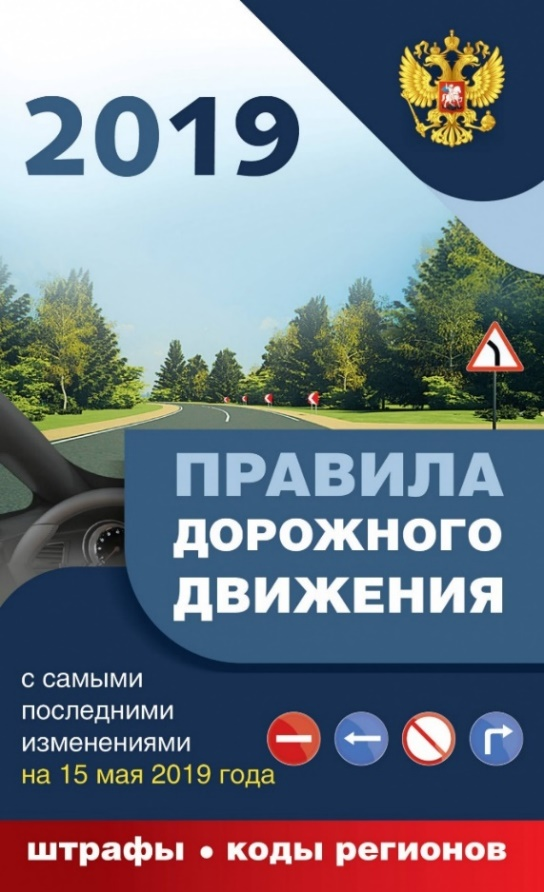 2019
ПРАВИЛА
ДОРОЖНОГО
ДВИЖЕНИЯ
с самыми
последними
изменениями
на 15 мая 2019 года
штрафы • коды регионов